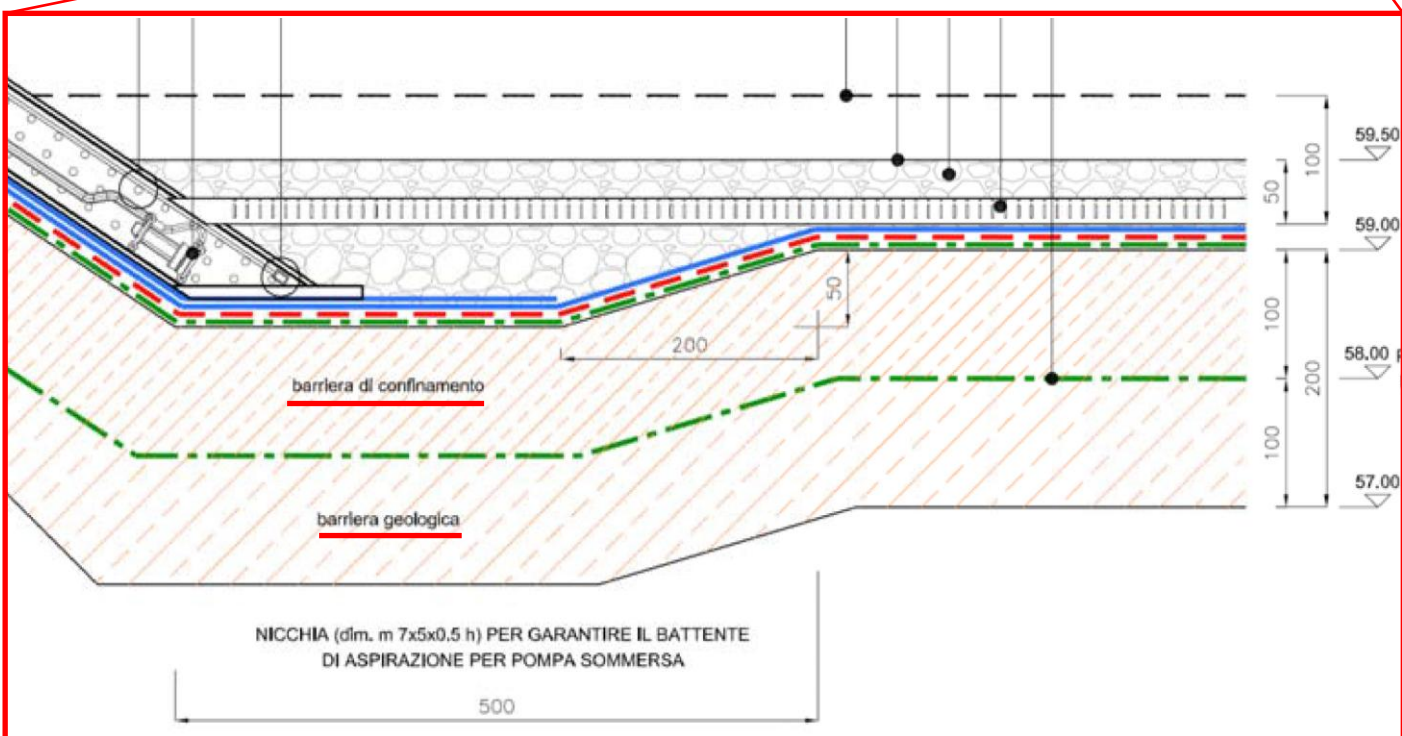 59.50
100
50
59.00
50
200
100
58.00 p
barriera di confinamento
200
100
57.00
barriera geologica
NICCHIA (dim. m 7x5x0.5 h) PER GARANTIRE IL BATTENTE
DI ASPIRAZIONE PER POMPA SOMMERSA
500